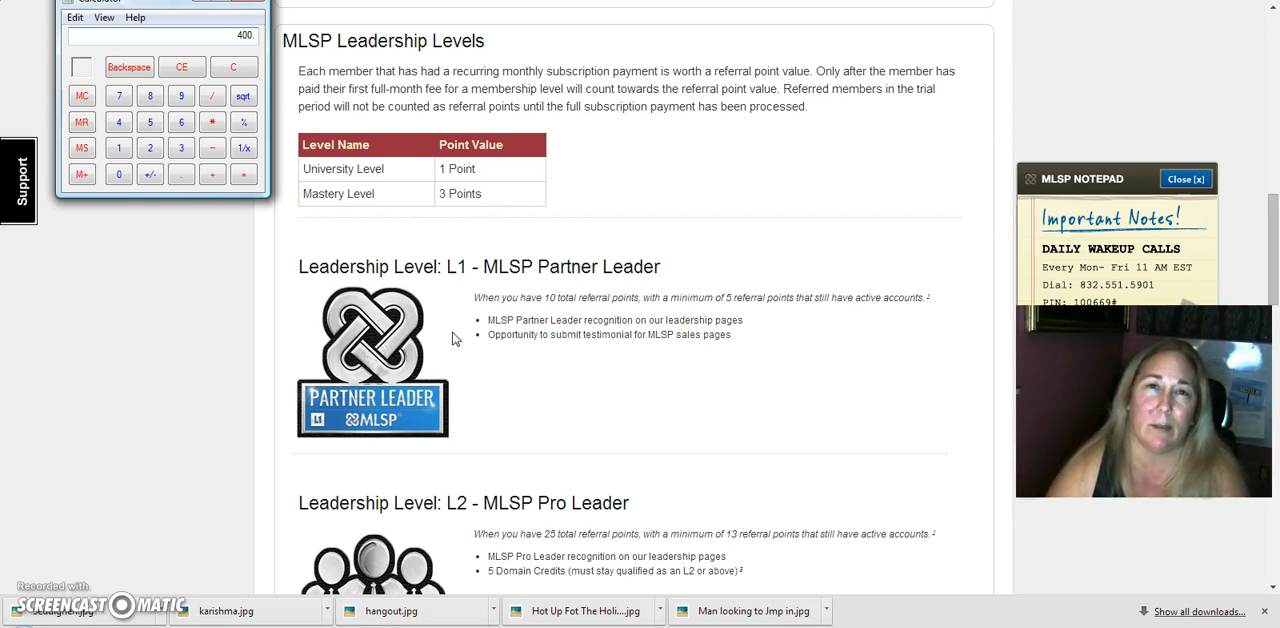 Calculator
Edit View Help
400.
Backspace CE C
MC 7 8 9 / sqrt
MR 4 5 6 * %
MS 1 2 3 - 1/x
M+ 0 +/- . + =
Support
MLSP Leadership Levels
Each member that has had a recurring monthly subscription payment is worth a referral point value. Only after the member has
paid their first full-month fee for a membership level will count towards the referral point value. Referred members in the trial
period will not be counted as referral points until the full subscription payment has been processed.
Level Name Point Value
University Level 1 Point
Mastery Level 3 Points
Leadership Level: L1 - MLSP Partner Leader
When you have 10 total referral points, with a minimum of 5 referral points that still have active accounts.
MLSP Partner Leader recognition on our leadership pages
Opportunity to submit testimonial for MLSP sales pages
PARTNER LEADER
L1 MLSP
Leadership Level: L2 - MLSP Pro Leader
When you have 25 total referral points, with a minimum of 13 referral points that still have active accounts.
MLSP Pro Leader recognition on our leadership pages
5 Domain Credits (must stay qualified as an L2 or above)
MLSP NOTEPAD Close [x]
Important Notes!
DAILY WAKEUP CALLS
Every Mon- Fri 11 AM EST
Dial: 832.551.5901
PIN: 100669#
Recorded with
SCREENCAST-O-MATIC
karishma.jpg
hangout.jpg
Hot Up Fot The Holi....jpg
Man looking to Jmp in.jpg
Show all downloads...